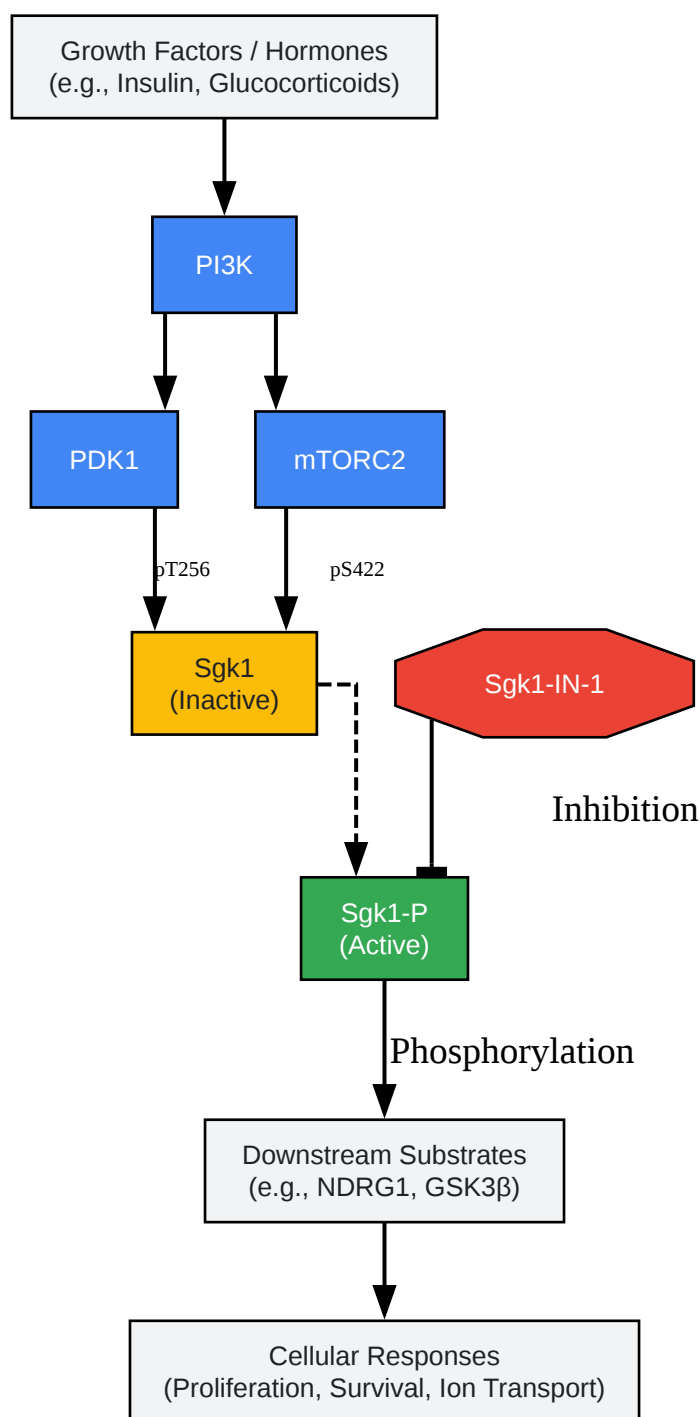 Growth Factors / Hormones
(e.g., Insulin, Glucocorticoids)
PI3K
PDK1
mTORC2
pT256
pS422
Sgk1
(Inactive)
Sgk1-IN-1
Inhibition
Sgk1-P
(Active)
Phosphorylation
Downstream Substrates
(e.g., NDRG1, GSK3β)
Cellular Responses
(Proliferation, Survival, Ion Transport)